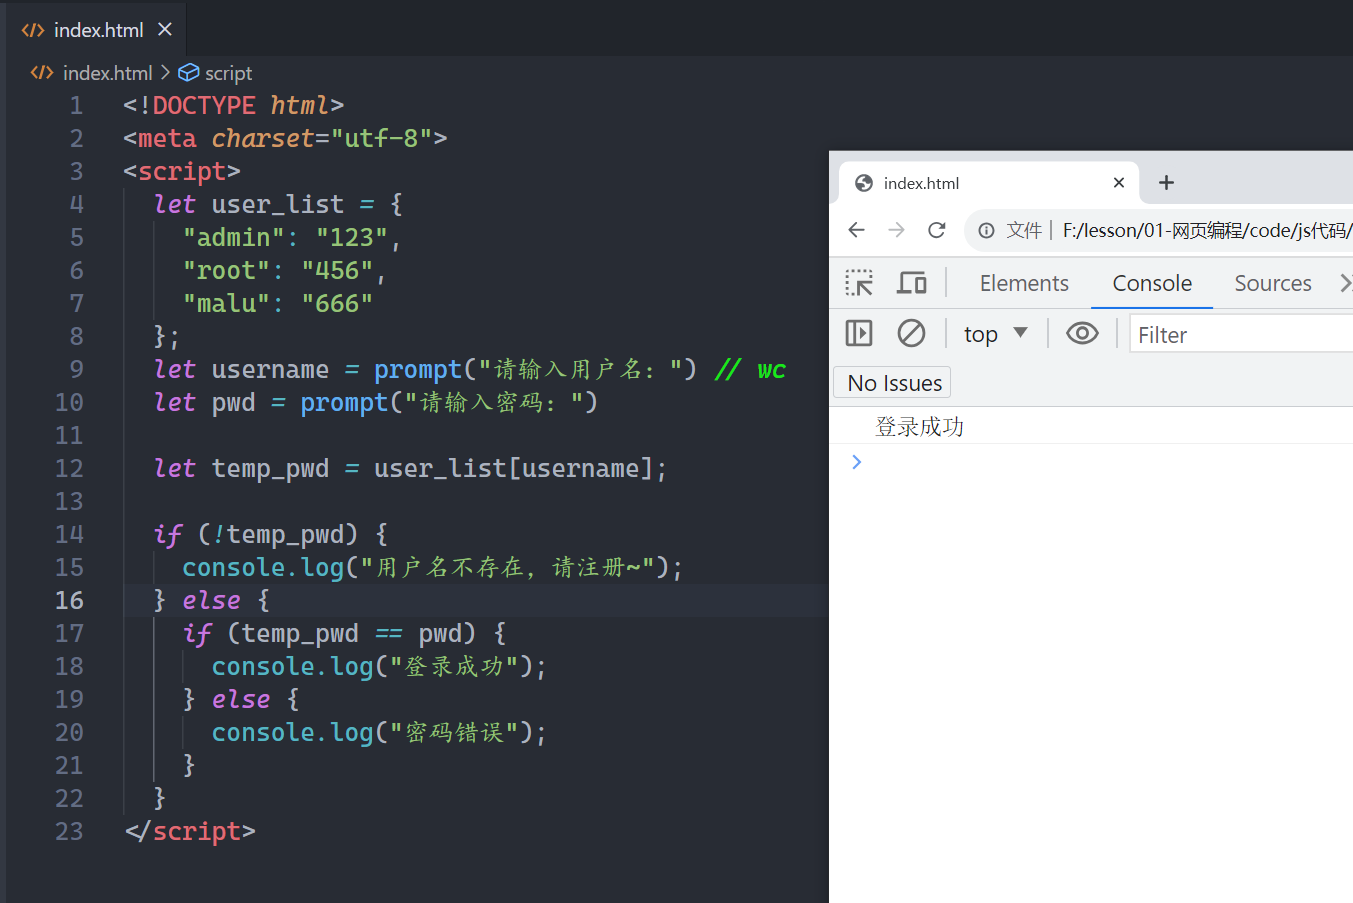 index.html
index.html > script
1 <!DOCTYPE html>
2 <meta charset="utf-8">
3 <script>
4 let user_list = {
5 "admin": "123",
6 "root": "456",
7 "malu": "666"
8 };
9 let username = prompt("请输入用户名：") // wc
10 let pwd = prompt("请输入密码：")
11
12 let temp_pwd = user_list[username];
13
14 if (!temp_pwd) {
15 console.log("用户名不存在，请注册~");
16 } else {
17 if (temp_pwd == pwd) {
18 console.log("登录成功");
19 } else {
20 console.log("密码错误");
21 }
22 }
23 </script>
index.html
文件 | F:/lesson/01-网页编程/code/js代码/
Elements Console Sources
top Filter
No Issues
登录成功